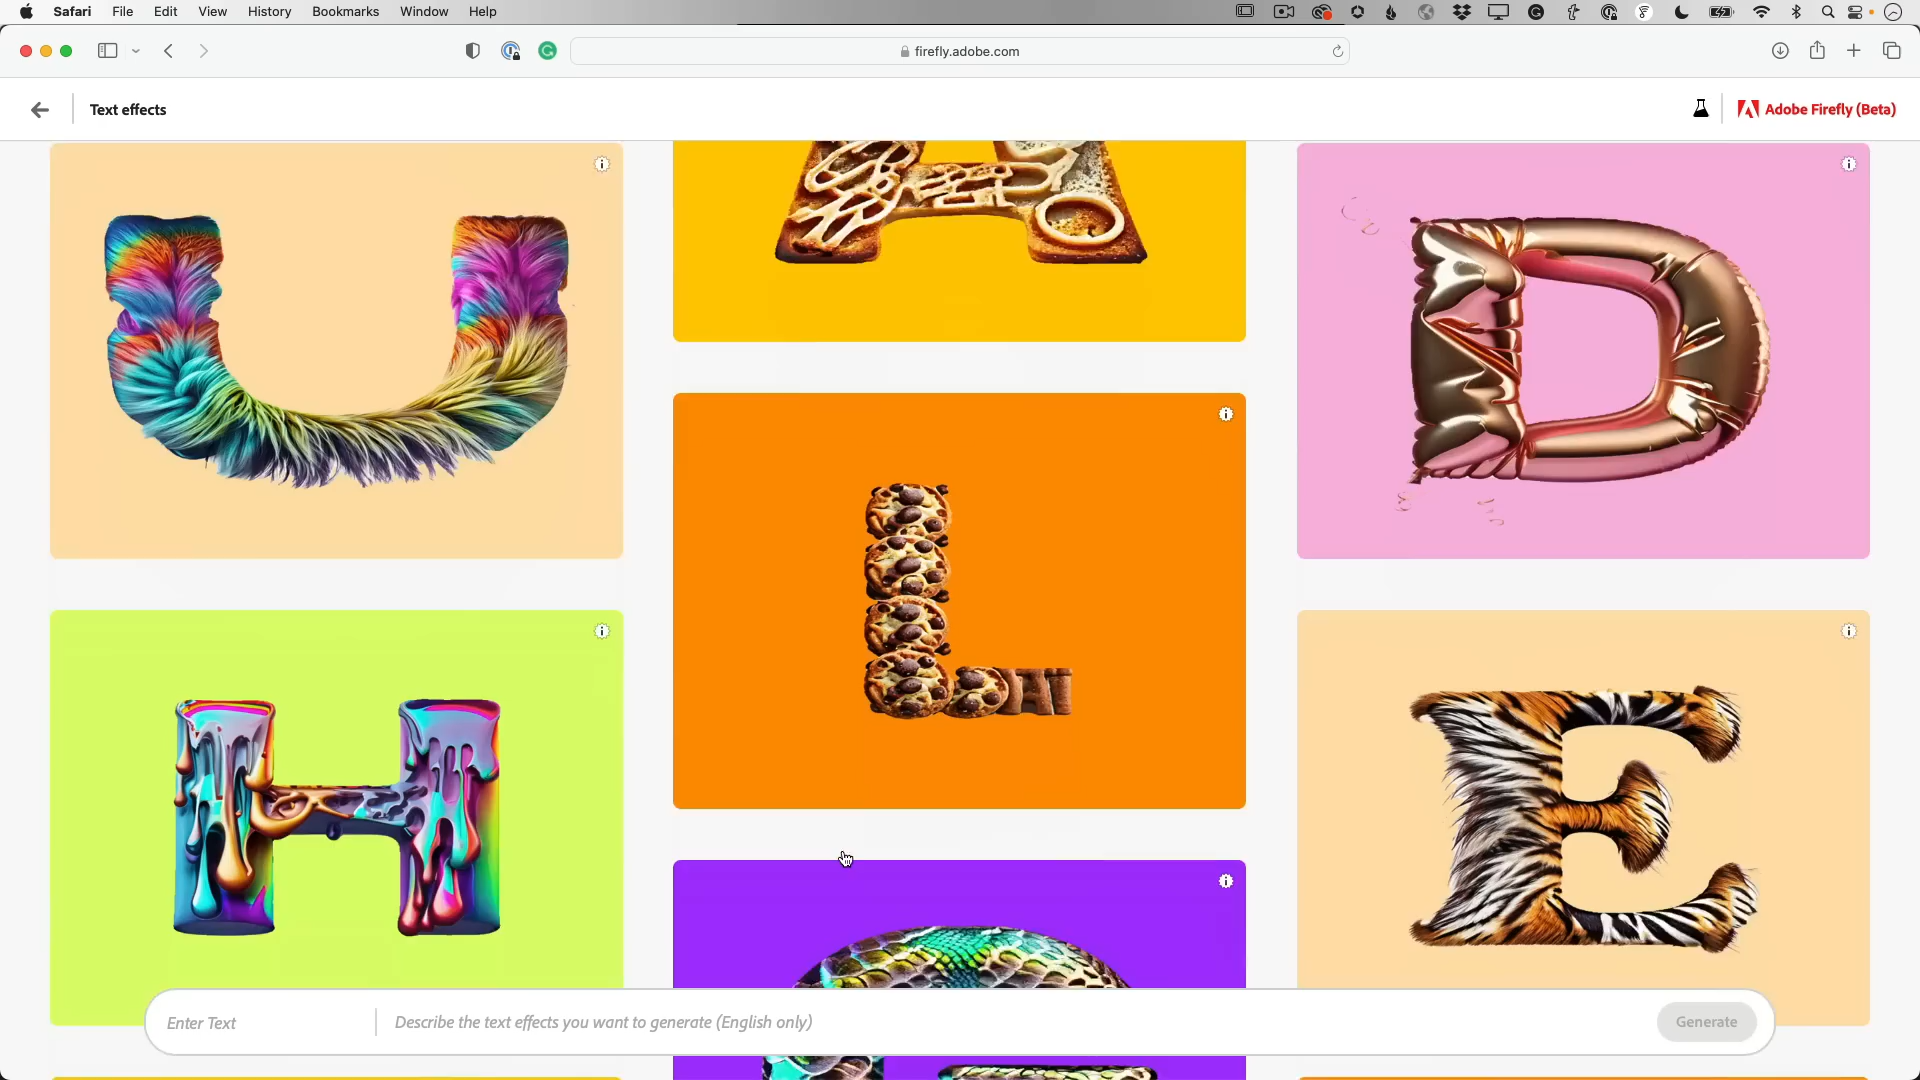 Safari File Edit View History Bookmarks Window Help
firefly.adobe.com
Text effects
Adobe Firefly (Beta)
A
U
D
L
H
E
Enter Text
Describe the text effects you want to generate (English only)
Generate